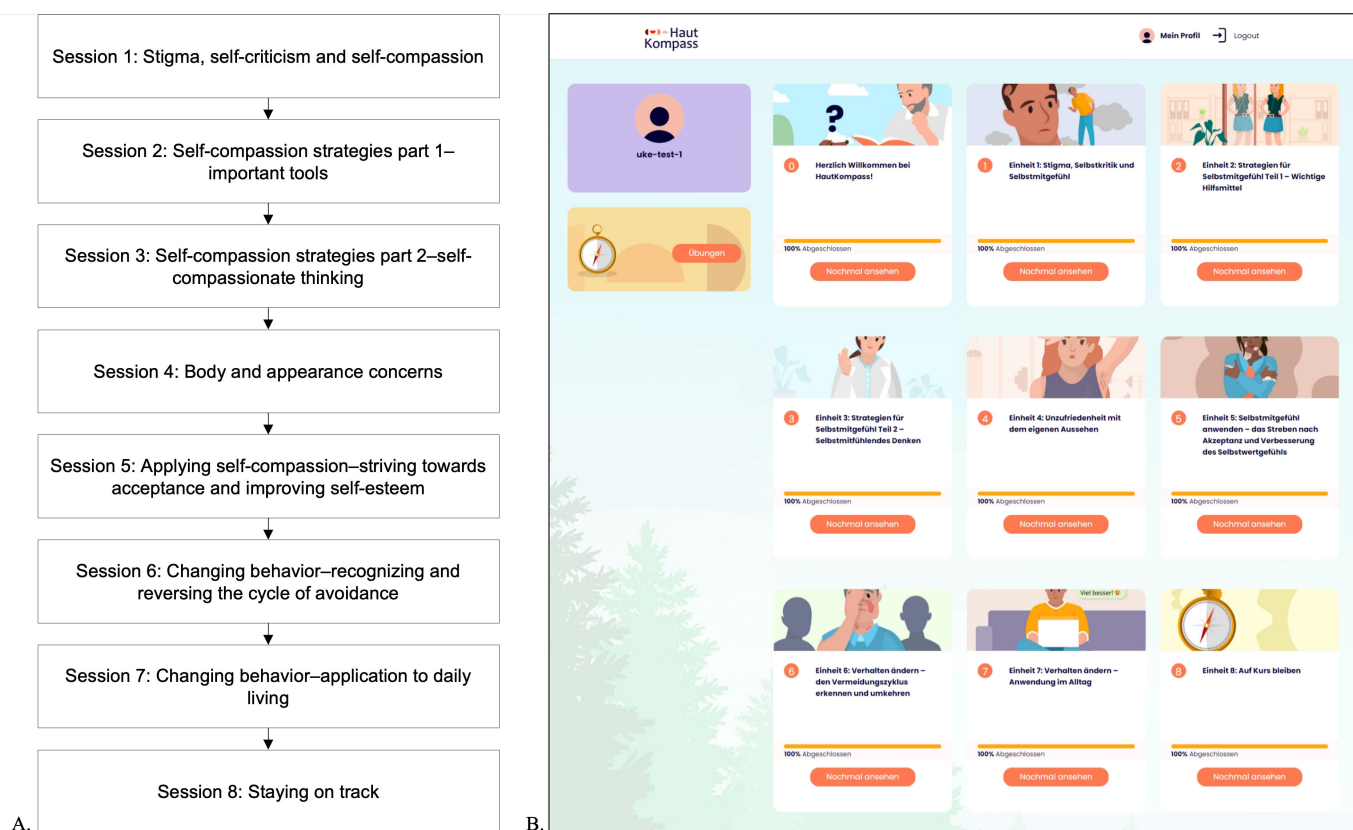 Session 1: Stigma, self-criticism and self-compassion
Session 2: Self-compassion strategies part 1–
important tools
Session 3: Self-compassion strategies part 2–self-
compassionate thinking
Session 4: Body and appearance concerns
Session 5: Applying self-compassion–striving towards
acceptance and improving self-esteem
Session 6: Changing behavior–recognizing and
reversing the cycle of avoidance
Session 7: Changing behavior–application to daily
living
Session 8: Staying on track
A.
Haut
Kompass
Mein Profil
Logout
uke-test-1
Übungen
?
0
Herzlich Willkommen bei
HautKompass!
100% Abgeschlossen
Nochmal ansehen
1
Einheit 1: Stigma, Selbstkritik und
Selbstmitgefühl
100% Abgeschlossen
Nochmal ansehen
2
Einheit 2: Strategien für
Selbstmitgefühl Teil 1 – Wichtige
Hilfsmittel
100% Abgeschlossen
Nochmal ansehen
3
Einheit 3: Strategien für
Selbstmitgefühl Teil 2 –
Selbstmitfühlendes Denken
100% Abgeschlossen
Nochmal ansehen
4
Einheit 4: Unzufriedenheit mit
dem eigenen Aussehen
100% Abgeschlossen
Nochmal ansehen
5
Einheit 5: Selbstmitgefühl
anwenden – das Streben nach
Akzeptanz und Verbesserung
des Selbstwertgefühls
100% Abgeschlossen
Nochmal ansehen
6
Einheit 6: Verhalten ändern –
den Vermeidungszyklus
erkennen und umkehren
100% Abgeschlossen
Nochmal ansehen
Viel besser!
7
Einheit 7: Verhalten ändern –
Anwendung im Alltag
100% Abgeschlossen
Nochmal ansehen
8
Einheit 8: Auf Kurs bleiben
100% Abgeschlossen
Nochmal ansehen
B.